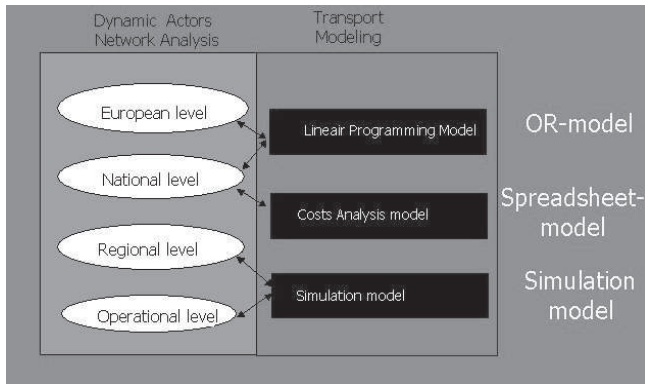 Dynamic Actors
Network Analysis
Transport
Modeling
European level
National level
Regional level
Operational level
Lineair Programming Model
Costs Analysis model
Simulation model
OR-model
Spreadsheet-
model
Simulation
model